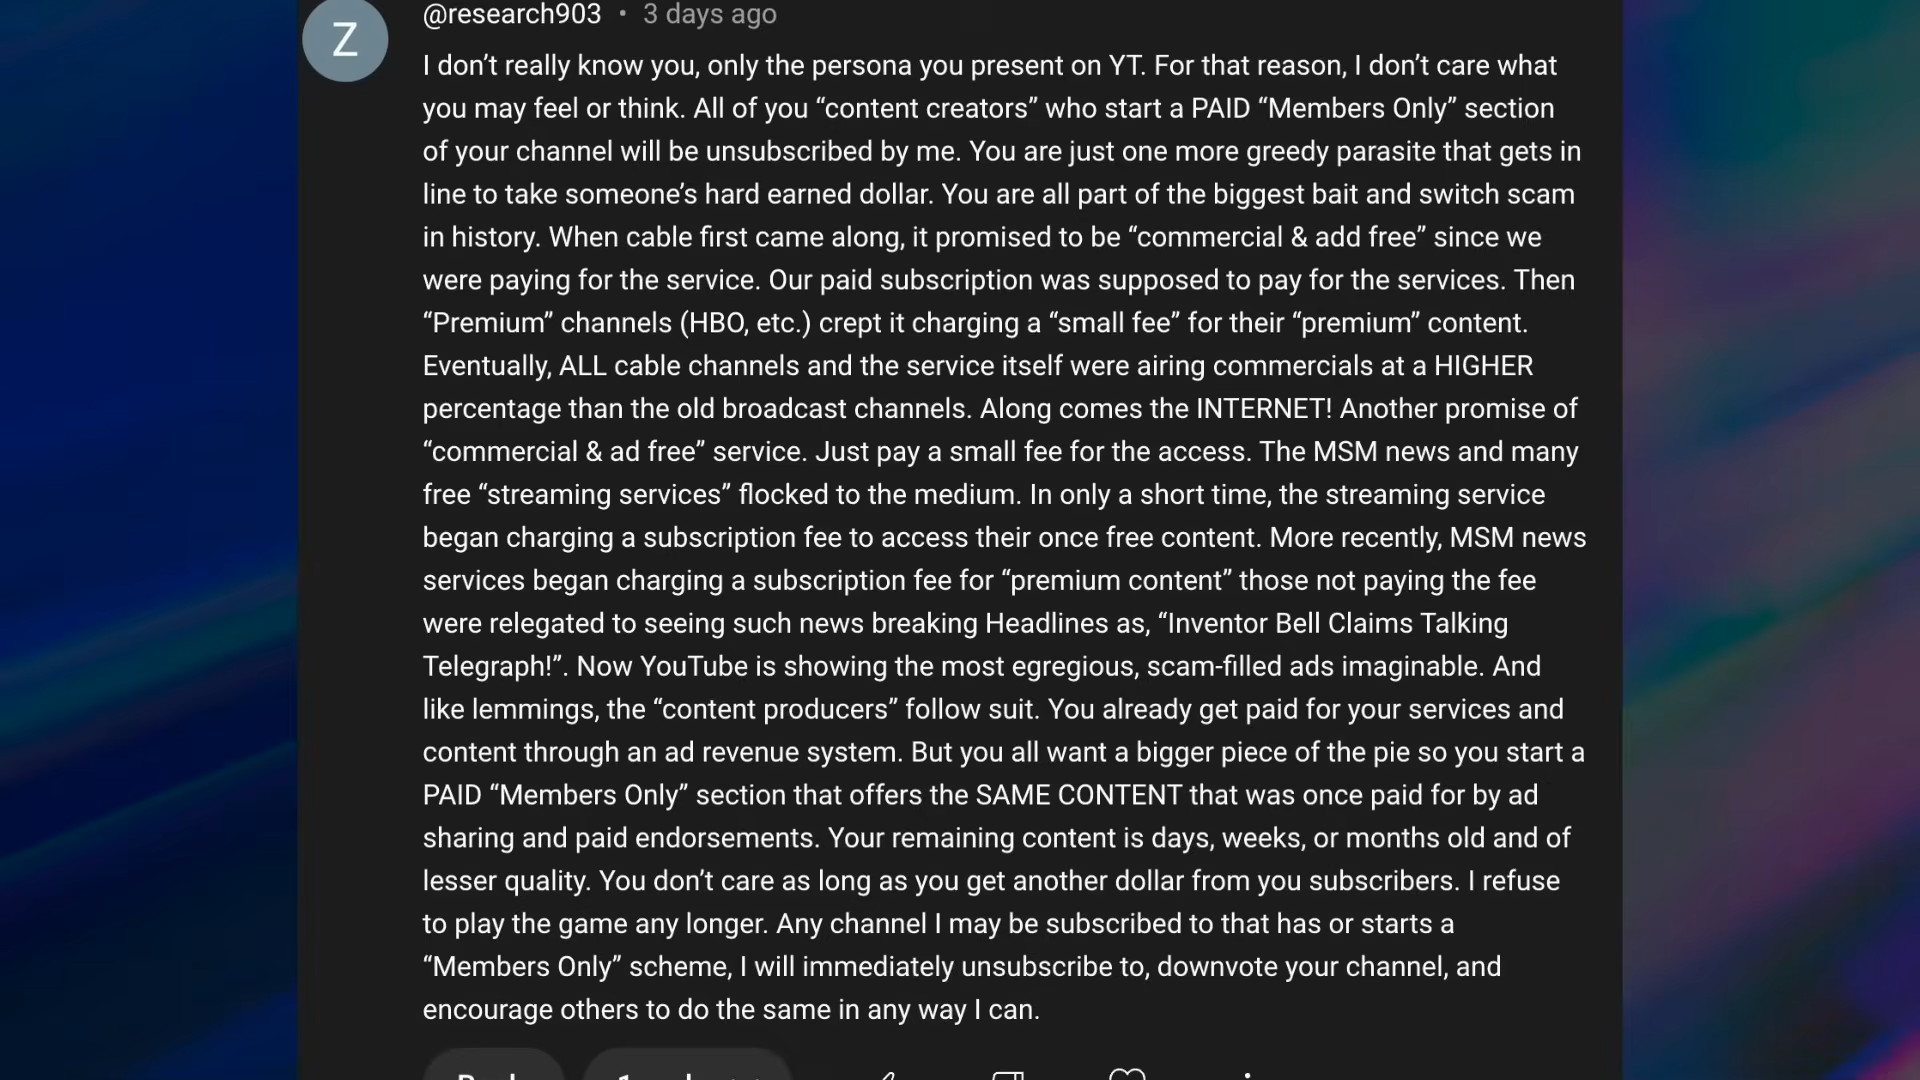 Z
@research903 • 3 days ago
I don’t really know you, only the persona you present on YT. For that reason, I don’t care what
you may feel or think. All of you “content creators” who start a PAID “Members Only” section
of your channel will be unsubscribed by me. You are just one more greedy parasite that gets in
line to take someone’s hard earned dollar. You are all part of the biggest bait and switch scam
in history. When cable first came along, it promised to be “commercial & add free” since we
were paying for the service. Our paid subscription was supposed to pay for the services. Then
“Premium” channels (HBO, etc.) crept it charging a “small fee” for their “premium” content.
Eventually, ALL cable channels and the service itself were airing commercials at a HIGHER
percentage than the old broadcast channels. Along comes the INTERNET! Another promise of
“commercial & ad free” service. Just pay a small fee for the access. The MSM news and many
free “streaming services” flocked to the medium. In only a short time, the streaming service
began charging a subscription fee to access their once free content. More recently, MSM news
services began charging a subscription fee for “premium content” those not paying the fee
were relegated to seeing such news breaking Headlines as, “Inventor Bell Claims Talking
Telegraph!”. Now YouTube is showing the most egregious, scam-filled ads imaginable. And
like lemmings, the “content producers” follow suit. You already get paid for your services and
content through an ad revenue system. But you all want a bigger piece of the pie so you start a
PAID “Members Only” section that offers the SAME CONTENT that was once paid for by ad
sharing and paid endorsements. Your remaining content is days, weeks, or months old and of
lesser quality. You don’t care as long as you get another dollar from you subscribers. I refuse
to play the game any longer. Any channel I may be subscribed to that has or starts a
“Members Only” scheme, I will immediately unsubscribe to, downvote your channel, and
encourage others to do the same in any way I can.